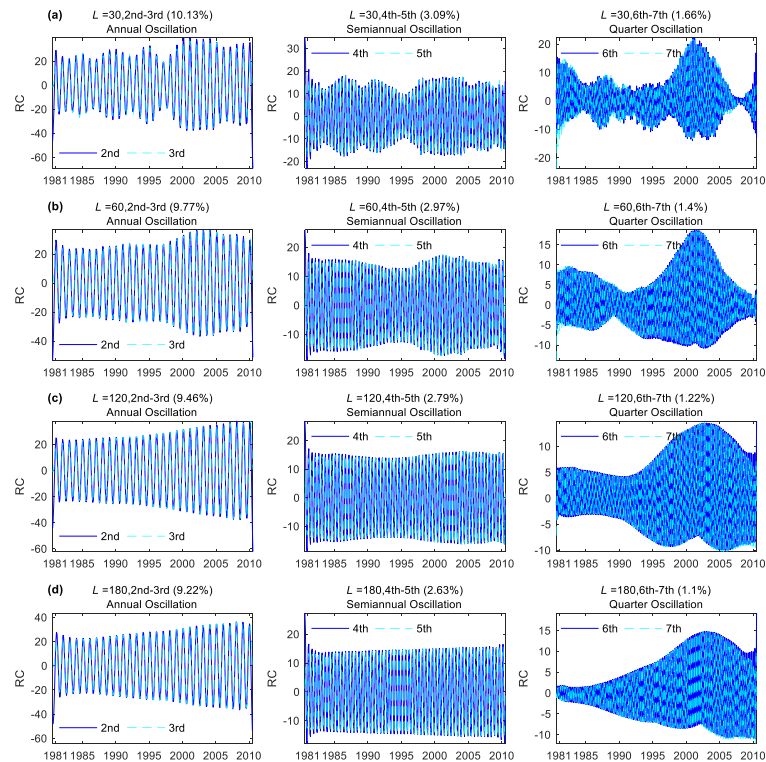 (a)
L =30,2nd-3rd (10.13%)
Annual Oscillation
RC
20
0
-20
-40
-60
2nd 3rd
1981 1985 1990 1995 2000 2005 2010
L =30,4th-5th (3.09%)
Semiannual Oscillation
4th 5th
30
20
10
0
-10
-20
1981 1985 1990 1995 2000 2005 2010
L =30,6th-7th (1.66%)
Quarter Oscillation
6th 7th
20
10
0
-10
-20
1981 1985 1990 1995 2000 2005 2010
(b)
L =60,2nd-3rd (9.77%)
Annual Oscillation
RC
20
0
-20
-40
2nd 3rd
1981 1985 1990 1995 2000 2005 2010
L =60,4th-5th (2.97%)
Semiannual Oscillation
4th 5th
20
10
0
-10
1981 1985 1990 1995 2000 2005 2010
L =60,6th-7th (1.4%)
Quarter Oscillation
6th 7th
15
10
5
0
-5
-10
1981 1985 1990 1995 2000 2005 2010
(c)
L =120,2nd-3rd (9.46%)
Annual Oscillation
RC
20
0
-20
-40
-60
2nd 3rd
1981 1985 1990 1995 2000 2005 2010
L =120,4th-5th (2.79%)
Semiannual Oscillation
4th 5th
20
10
0
-10
1981 1985 1990 1995 2000 2005 2010
L =120,6th-7th (1.22%)
Quarter Oscillation
6th 7th
10
5
0
-5
-10
1981 1985 1990 1995 2000 2005 2010
(d)
L =180,2nd-3rd (9.22%)
Annual Oscillation
RC
40
20
0
-20
-40
-60
2nd 3rd
1981 1985 1990 1995 2000 2005 2010
L =180,4th-5th (2.63%)
Semiannual Oscillation
4th 5th
20
10
0
-10
1981 1985 1990 1995 2000 2005 2010
L =180,6th-7th (1.1%)
Quarter Oscillation
6th 7th
15
10
5
0
-5
-10
1981 1985 1990 1995 2000 2005 2010